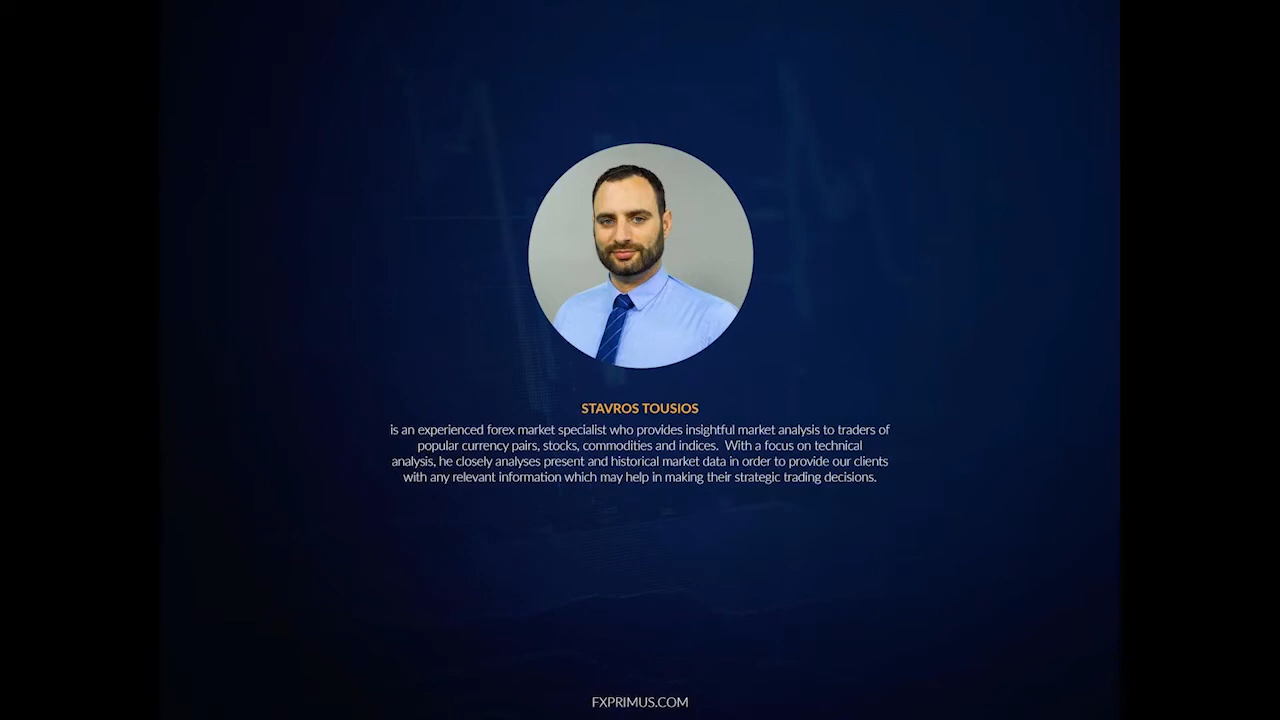 STAVROS TOUSIOS
is an experienced forex market specialist who provides insightful market analysis to traders of
popular currency pairs, stocks, commodities and indices.  With a focus on technical
analysis, he closely analyses present and historical market data in order to provide our clients
with any relevant information which may help in making their strategic trading decisions.
FXPRIMUS.COM